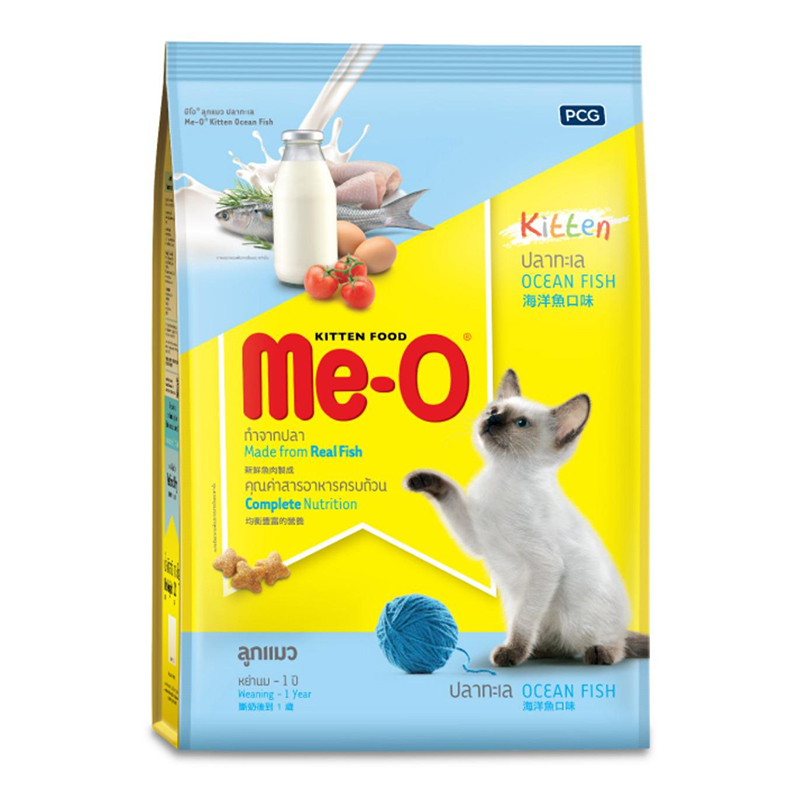 มีโอ® ลูกแมว ปลาทะเล
Me-O® Kitten Ocean Fish
PCG
Kitten
ปลาทะเล
OCEAN FISH
海洋魚口味
KITTEN FOOD
Me-O®
ทำจากปลา
Made from Real Fish
新鮮魚肉製成
คุณค่าสารอาหารครบถ้วน
Complete Nutrition
均衡豐富的營養
ลูกแมว
หย่านม - 1 ปี
Weaning - 1 Year
斷奶後到 1 歲
ปลาทะเล OCEAN FISH
海洋魚口味